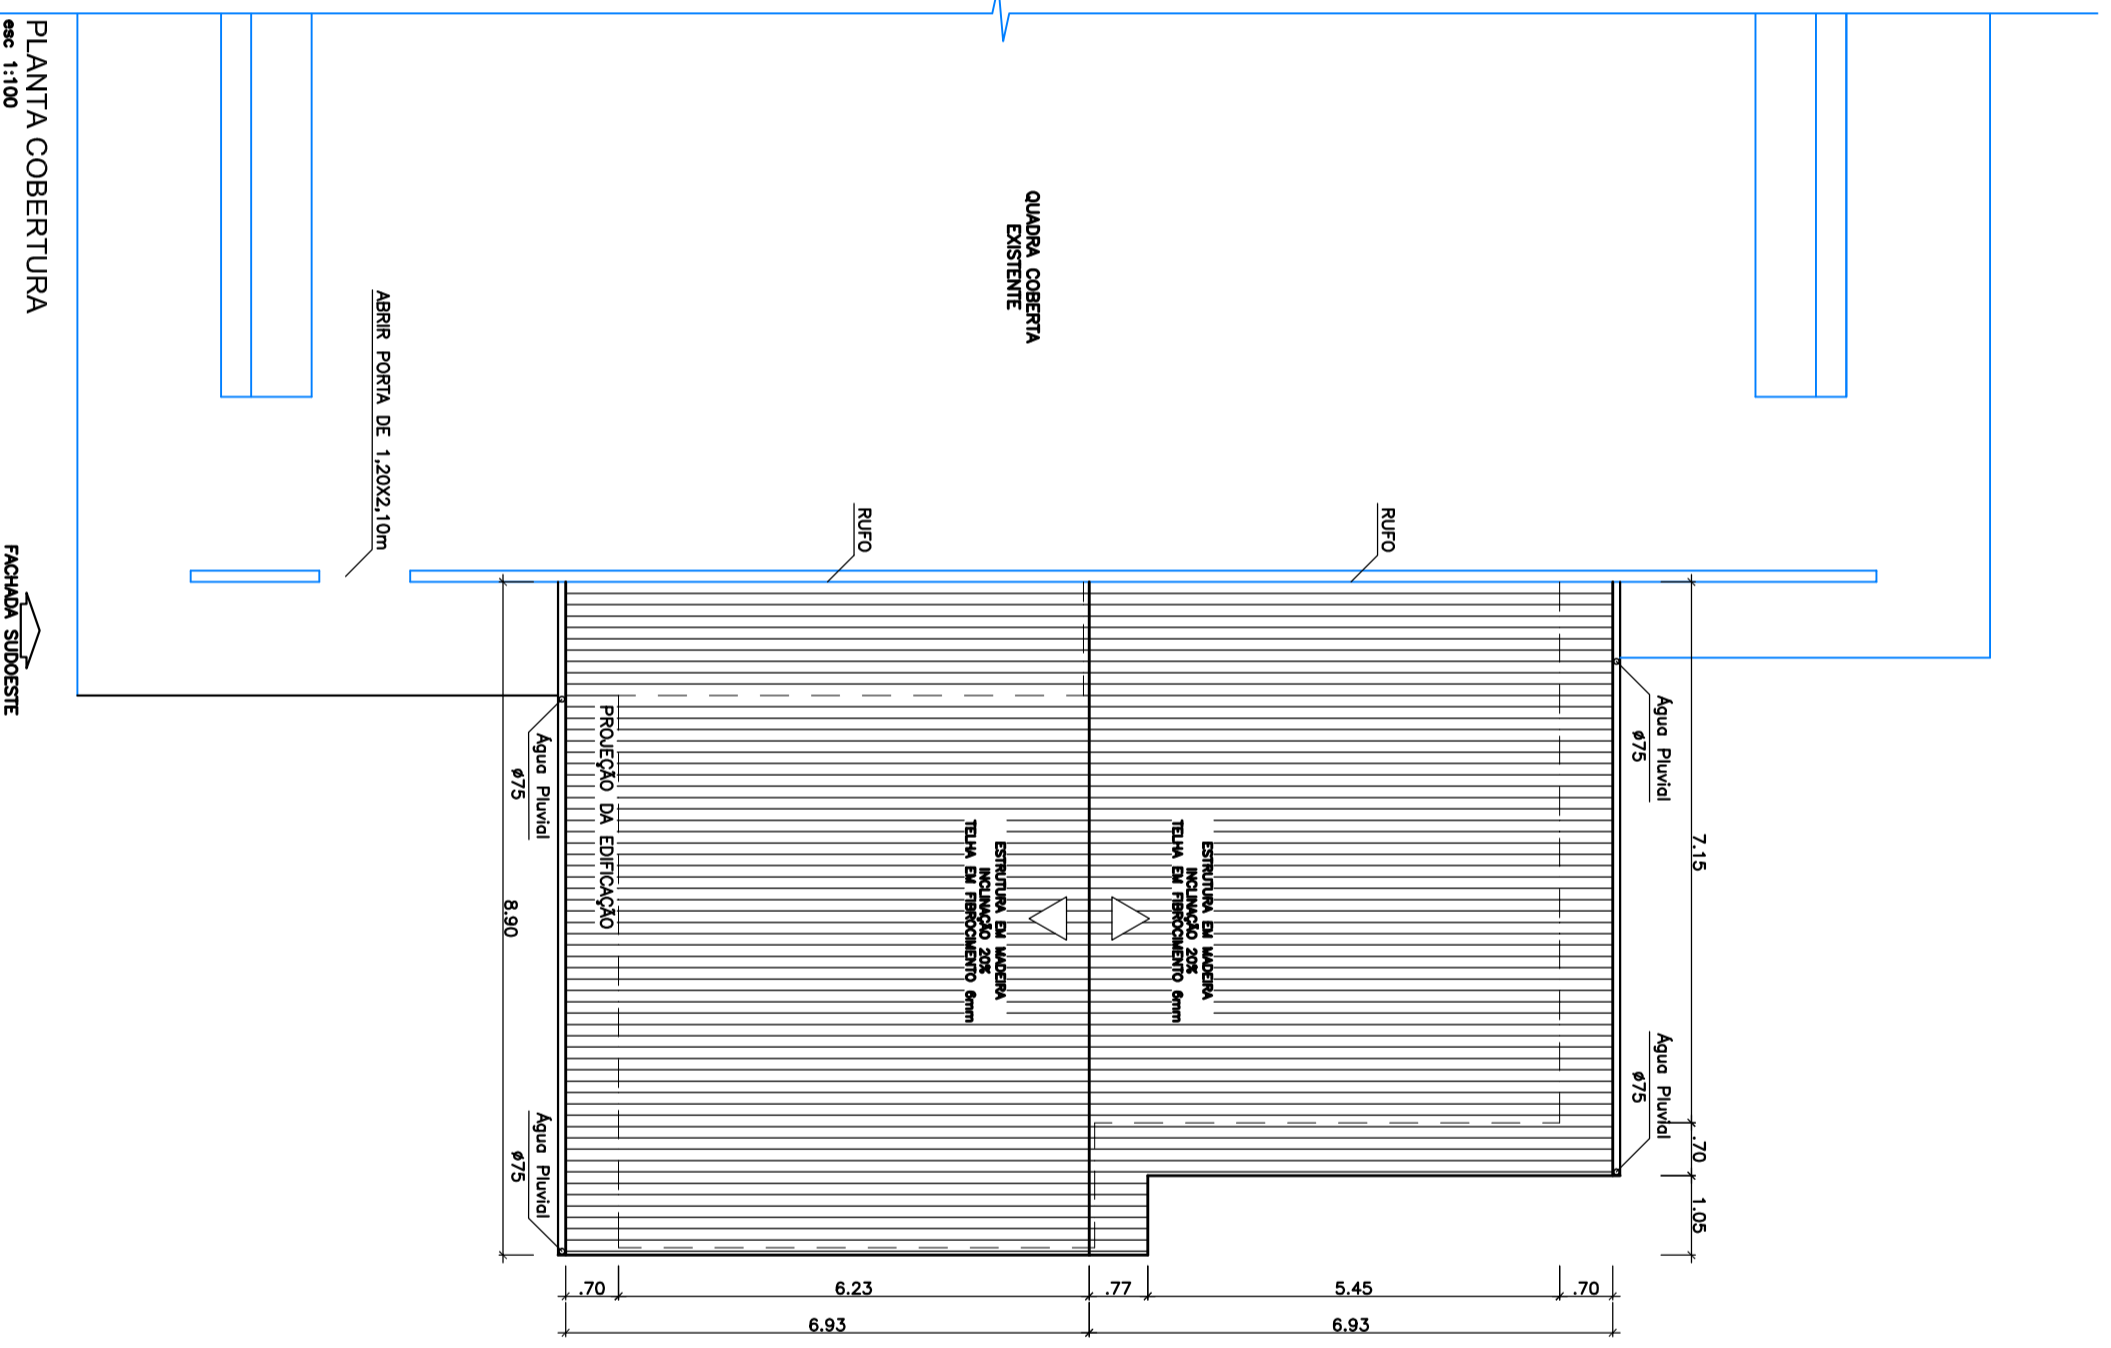 PLANTA COBERTURA
esc 1:100
QUADRA COBERTA
EXISTENTE
ABRIR PORTA DE 1,20X2,10m
FACHADA SUDOESTE
RUFO
RUFO
Água Pluvial
ø75
Água Pluvial
ø75
7.15
.70
1.05
ESTRUTURA EM MADEIRA
INCLINAÇÃO 20%
TELHA EM FIBROCIMENTO 6mm
ESTRUTURA EM MADEIRA
INCLINAÇÃO 20%
TELHA EM FIBROCIMENTO 6mm
PROJEÇÃO DA EDIFICAÇÃO
Água Pluvial
ø75
Água Pluvial
ø75
8.90
.70
6.23
.77
5.45
.70
6.93
6.93